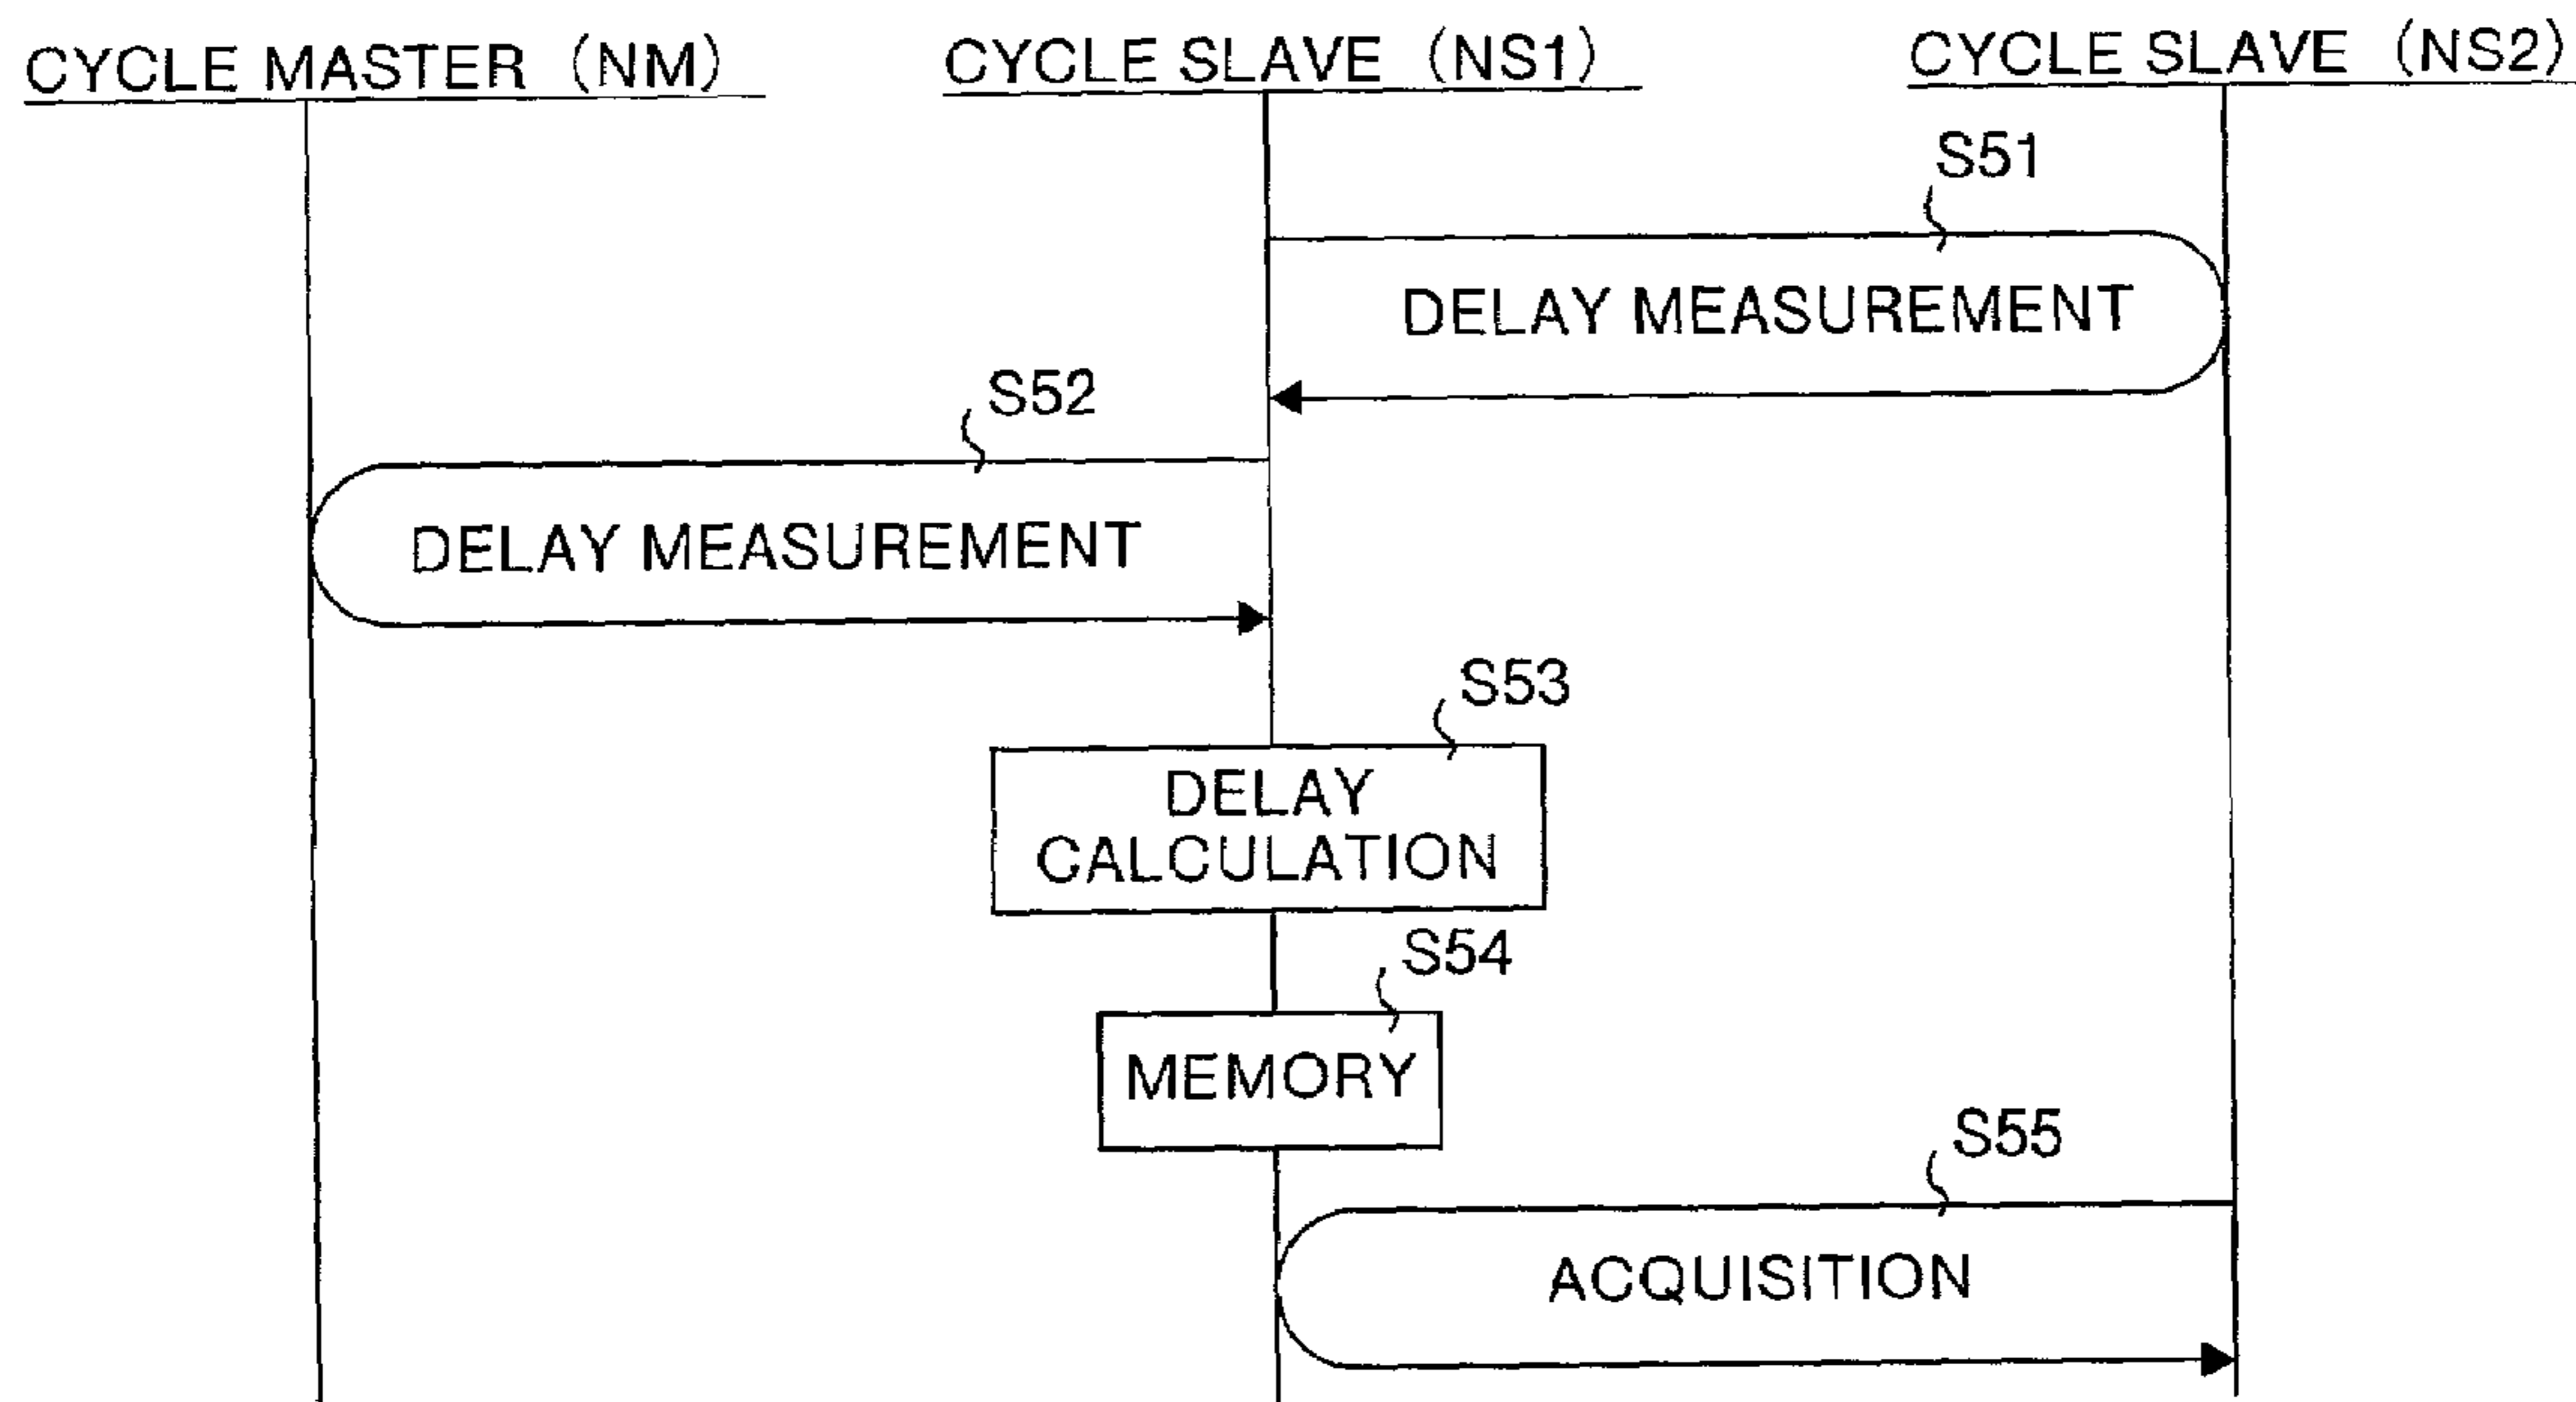 CYCLE MASTER (NM)
CYCLE SLAVE (NS1)
CYCLE SLAVE (NS2)
S51
DELAY MEASUREMENT
S52
DELAY MEASUREMENT
S53
DELAY
CALCULATION
S54
MEMORY
S55
ACQUISITION